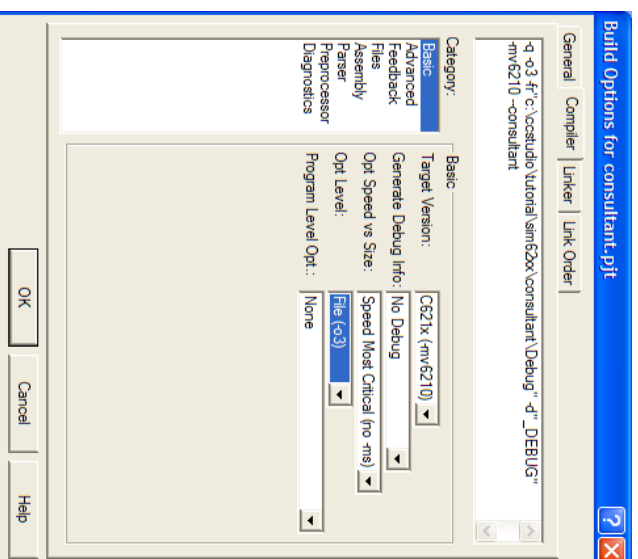 Build Options for consultant.pjt
General Compiler Linker Link Order
-q -o3 -fr"c:\ccstudio\tutorial\sim62xx\consultant\Debug" -d"_DEBUG"
-mv6210 --consultant
Category:
Basic
Advanced
Feedback
Files
Assembly
Parser
Preprocessor
Diagnostics
Basic
Target Version: C621x (-mv6210)
Generate Debug Info: No Debug
Opt Speed vs Size: Speed Most Critical (no -ms)
Opt Level: File (-o3)
Program Level Opt.: None
OK Cancel Help